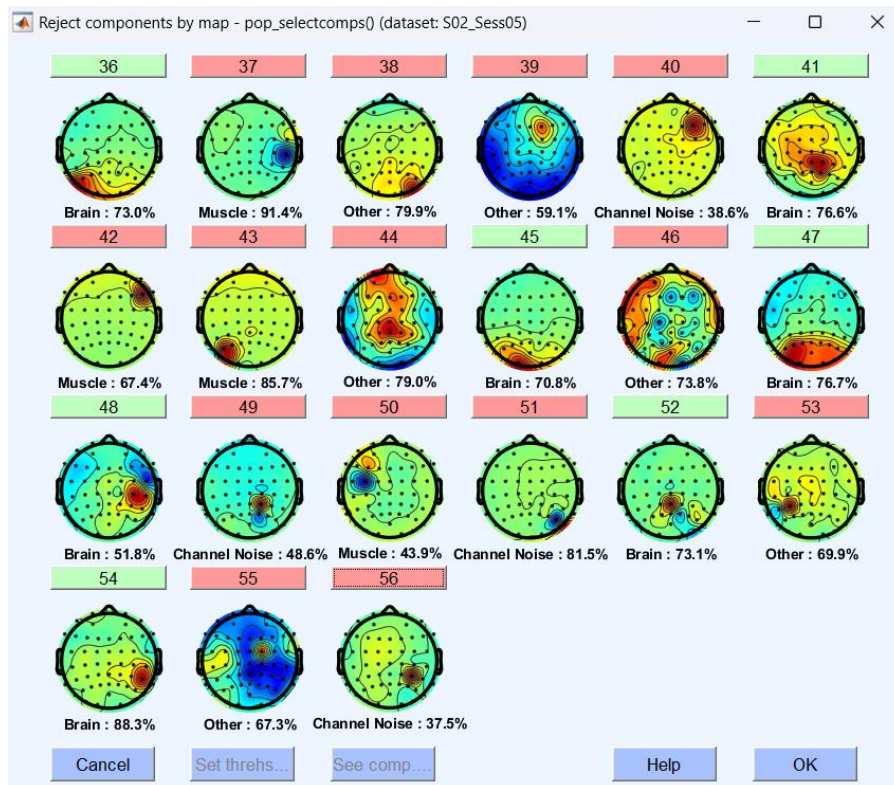 Reject components by map - pop_selectcomps() (dataset: S02_Sess05)
36 37 38 39 40 41
Brain : 73.0% Muscle : 91.4% Other : 79.9% Other : 59.1% Channel Noise : 38.6% Brain : 76.6%
42 43 44 45 46 47
Muscle : 67.4% Muscle : 85.7% Other : 79.0% Brain : 70.8% Other : 73.8% Brain : 76.7%
48 49 50 51 52 53
Brain : 51.8% Channel Noise : 48.6% Muscle : 43.9% Channel Noise : 81.5% Brain : 73.1% Other : 69.9%
54 55 56
Brain : 88.3% Other : 67.3% Channel Noise : 37.5%
Cancel Set threhs... See comp.... Help OK